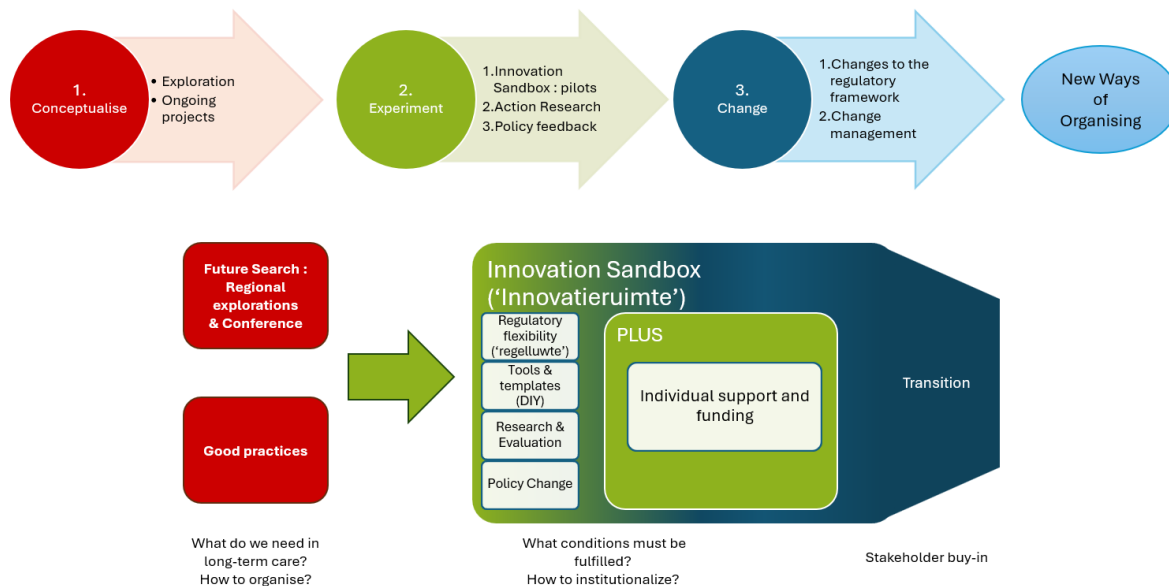 1.
Conceptualise
• Exploration
• Ongoing
projects
2.
Experiment
1.Innovation
Sandbox : pilots
2.Action Research
3.Policy feedback
3.
Change
1.Changes to the
regulatory
framework
2.Change
management
New Ways
of
Organising
Future Search :
Regional
explorations
& Conference
Good practices
Innovation Sandbox
(‘Innovatieruimte’)
Regulatory
flexibility
(‘regelluwte’)
Tools &
templates
(DIY)
Research &
Evaluation
Policy Change
PLUS
Individual support and
funding
Transition
What do we need in
long-term care?
How to organise?
What conditions must be
fulfilled?
How to institutionalize?
Stakeholder buy-in